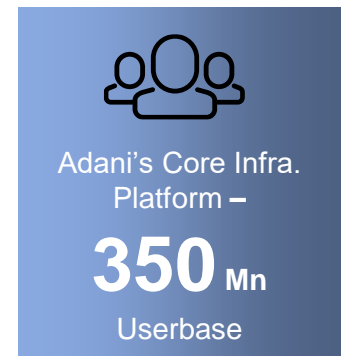 Adani’s Core Infra.
Platform –
350 Mn
Userbase